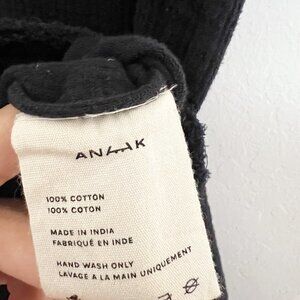 ANAAK
100% COTTON
100% COTON
MADE IN INDIA
FABRIQUÉ EN INDE
HAND WASH ONLY
LAVAGE A LA MAIN UNIQUEMENT